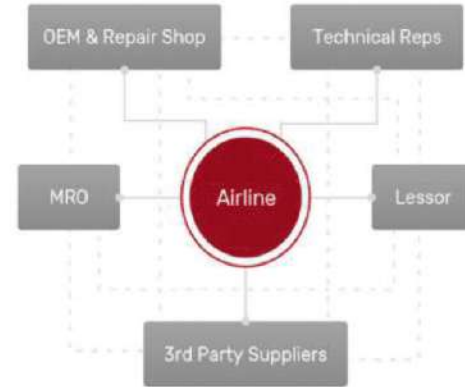 OEM & Repair Shop
Technical Reps
MRO
Airline
Lessor
3rd Party Suppliers